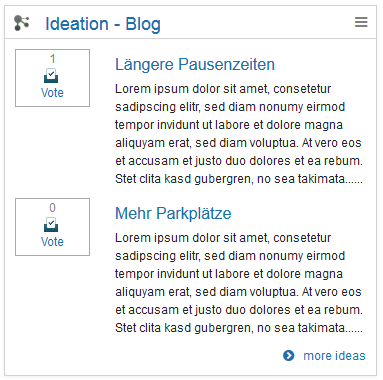 Ideation - Blog
1
Vote
Längere Pausenzeiten
Lorem ipsum dolor sit amet, consetetur
sadipscing elitr, sed diam nonumy eirmod
tempor invidunt ut labore et dolore magna
aliquyam erat, sed diam voluptua. At vero eos
et accusam et justo duo dolores et ea rebum.
Stet clita kasd gubergren, no sea takimata......
0
Vote
Mehr Parkplätze
Lorem ipsum dolor sit amet, consetetur
sadipscing elitr, sed diam nonumy eirmod
tempor invidunt ut labore et dolore magna
aliquyam erat, sed diam voluptua. At vero eos
et accusam et justo duo dolores et ea rebum.
Stet clita kasd gubergren, no sea takimata......
more ideas